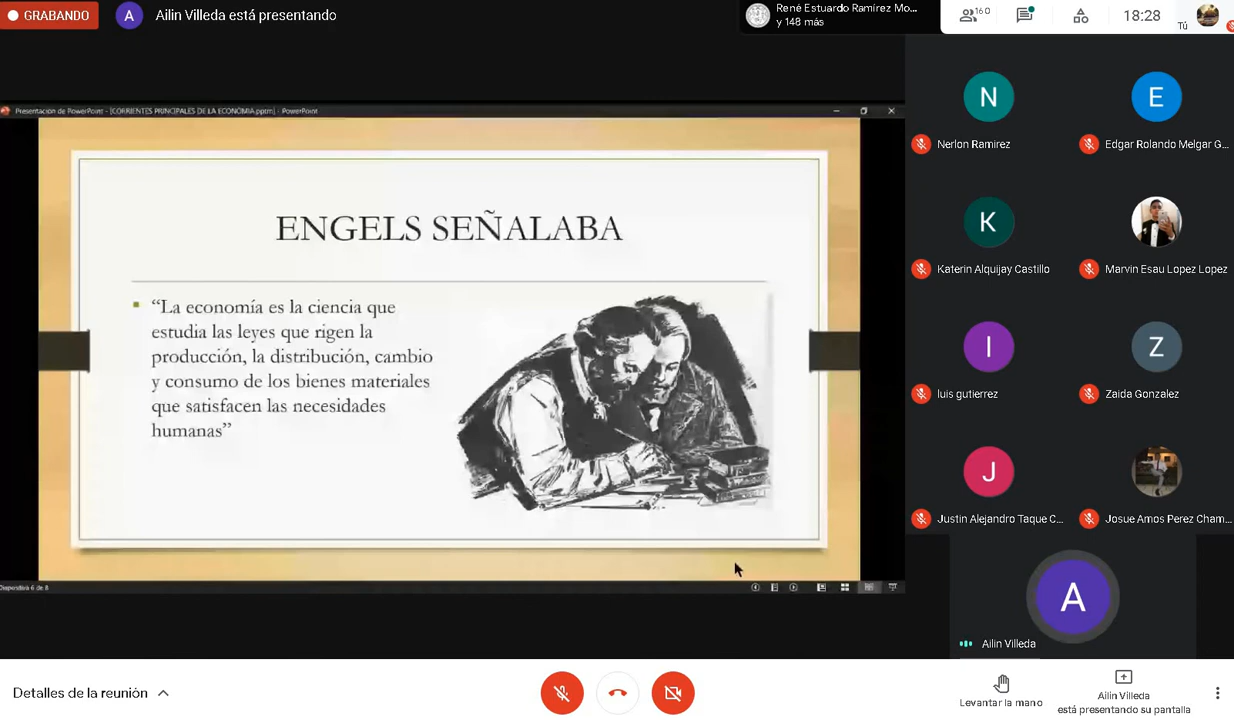 GRABANDO
A
Ailin Villeda está presentando
René Estuardo Ramírez Mo...
y 148 más
160
18:28
Tú
Presentación de PowerPoint - [CORRIENTES PRINCIPALES DE LA ECONOMIA.pptm] - PowerPoint
ENGELS SEÑALABA
“La economía es la ciencia que
estudia las leyes que rigen la
producción, la distribución, cambio
y consumo de los bienes materiales
que satisfacen las necesidades
humanas”
Diapositiva 6 de 8
N
Nerlon Ramirez
E
Edgar Rolando Melgar G...
K
Katerin Alquijay Castillo
Marvin Esau Lopez Lopez
I
luis gutierrez
Z
Zaida Gonzalez
J
Justin Alejandro Taque C...
Josue Amos Perez Cham...
A
Ailin Villeda
Detalles de la reunión
Levantar la mano
Ailin Villeda
está presentando su pantalla